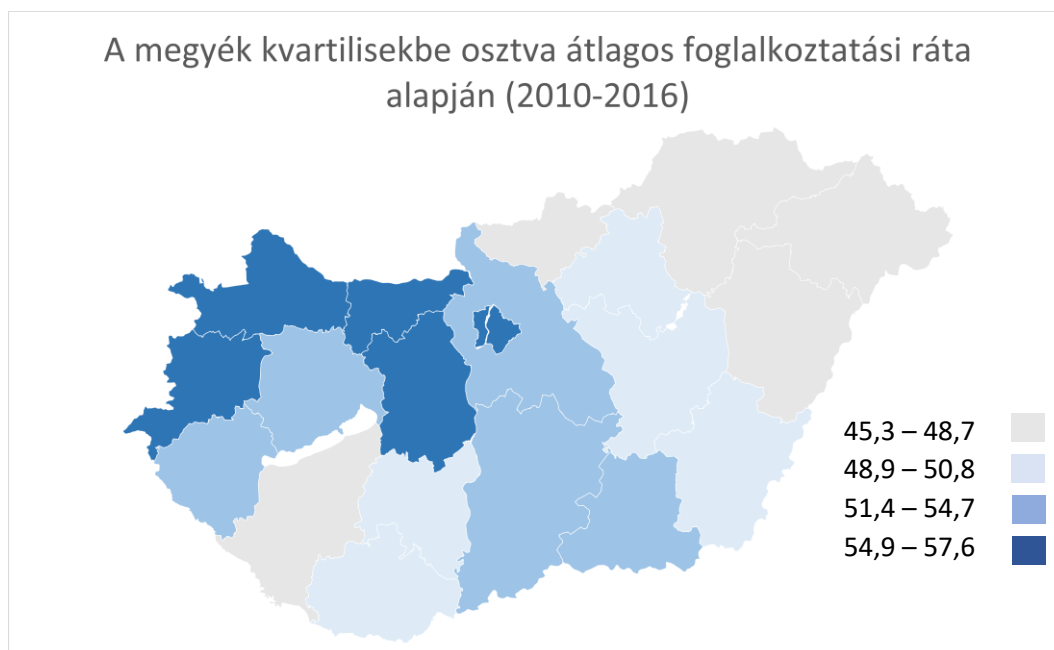 A megyék kvartilisekbe osztva átlagos foglalkoztatási ráta
alapján (2010-2016)
45,3 – 48,7
48,9 – 50,8
51,4 – 54,7
54,9 – 57,6